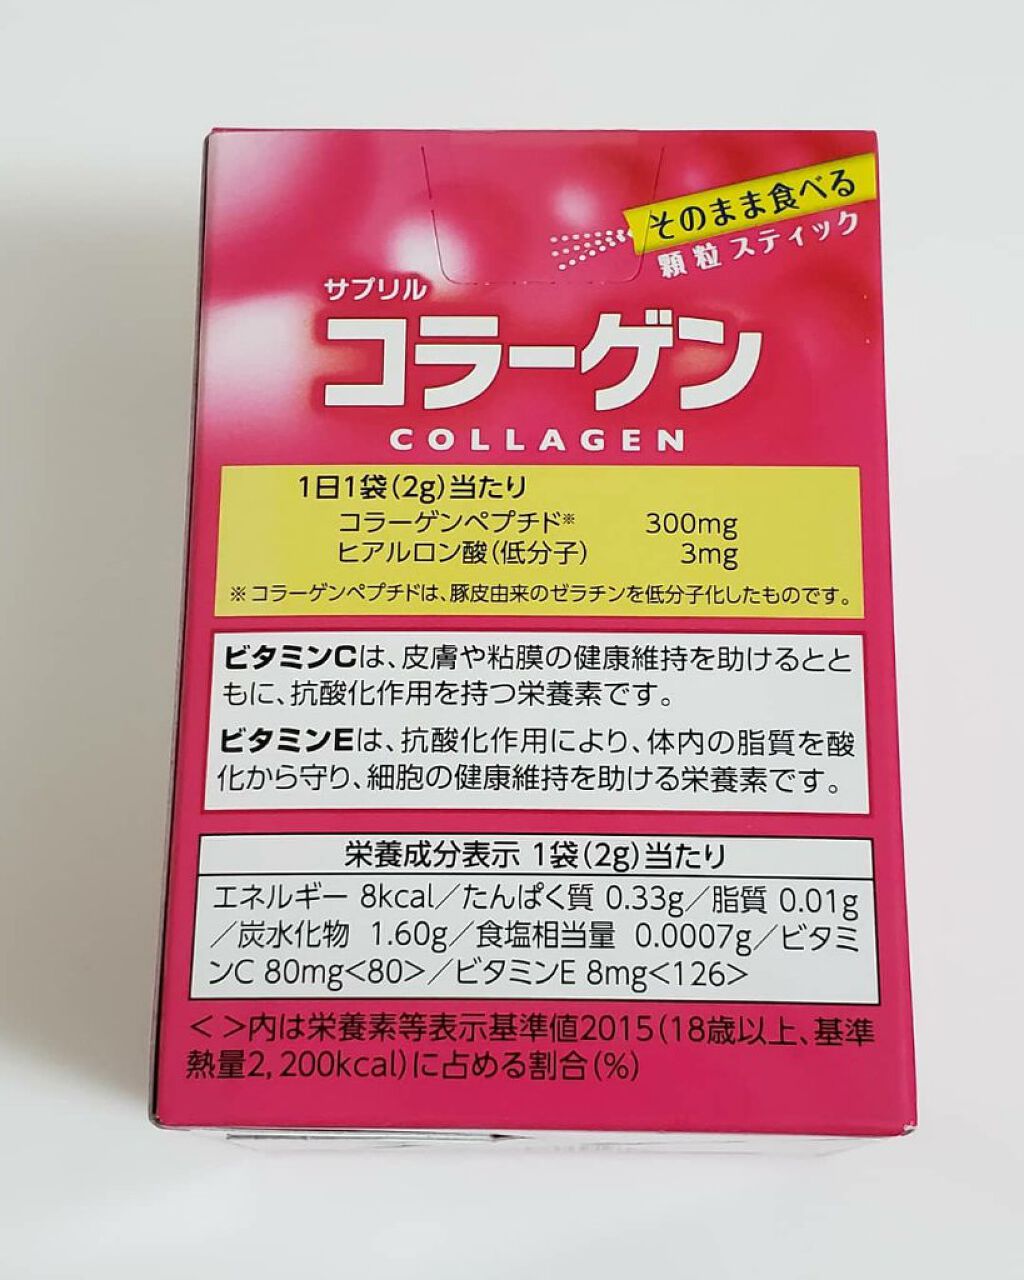 そのまま食べる
顆粒スティック
サプリル
コラーゲン
COLLAGEN
1日1袋(2g)当たり
コラーゲンペプチド※ 300mg
ヒアルロン酸(低分子) 3mg
※コラーゲンペプチドは、豚皮由来のゼラチンを低分子化したものです。
ビタミンCは、皮膚や粘膜の健康維持を助けるとと
もに、抗酸化作用を持つ栄養素です。
ビタミンEは、抗酸化作用により、体内の脂質を酸
化から守り、細胞の健康維持を助ける栄養素です。
栄養成分表示 1袋(2g)当たり
エネルギー 8kcal/たんぱく質 0.33g/脂質 0.01g
/炭水化物 1.60g/食塩相当量 0.0007g/ビタミ
ンC 80mg<80>/ビタミンE 8mg<126>
< >内は栄養素等表示基準値2015(18歳以上、基準
熱量2,200kcal)に占める割合(%)